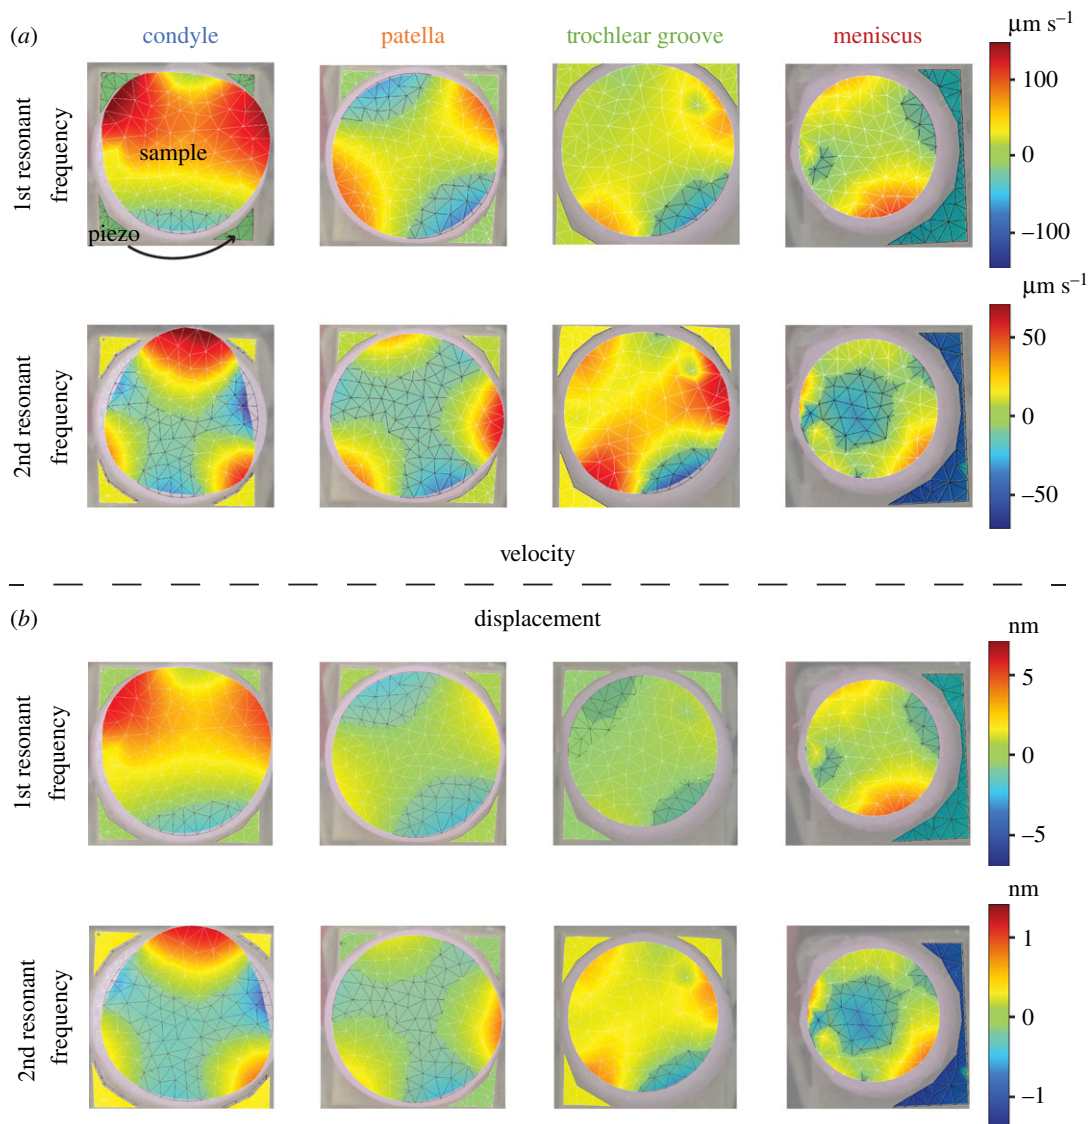 (a)
condyle
patella
trochlear groove
meniscus
µm s⁻¹
1st resonant
frequency
sample
piezo
100
0
–100
µm s⁻¹
2nd resonant
frequency
50
0
–50
velocity
(b)
displacement
nm
1st resonant
frequency
5
0
–5
nm
2nd resonant
frequency
1
0
–1